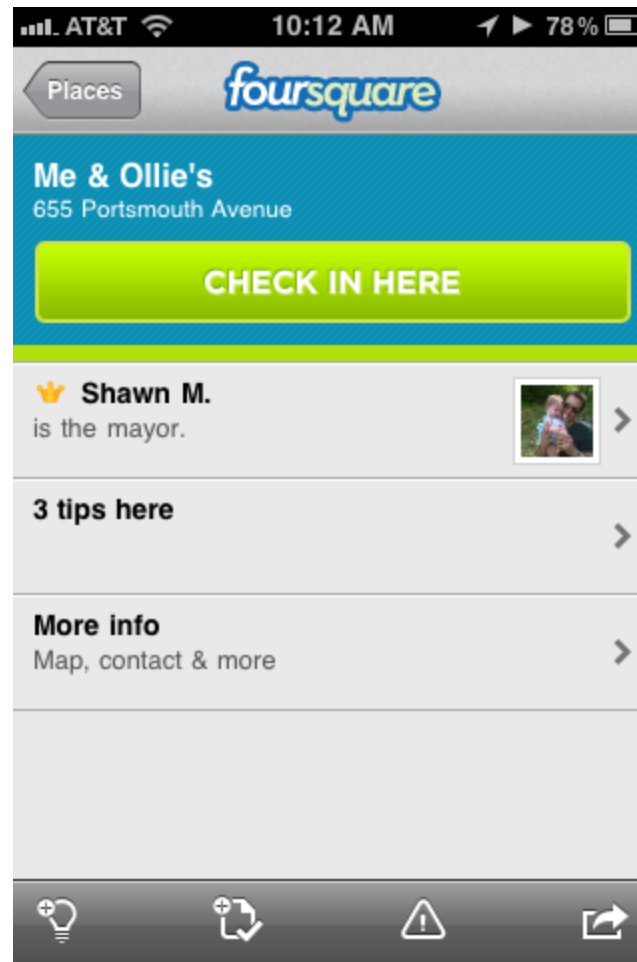 AT&T 10:12 AM 78%
Places foursquare
Me & Ollie's
655 Portsmouth Avenue
CHECK IN HERE
Shawn M.
is the mayor.
3 tips here
More info
Map, contact & more